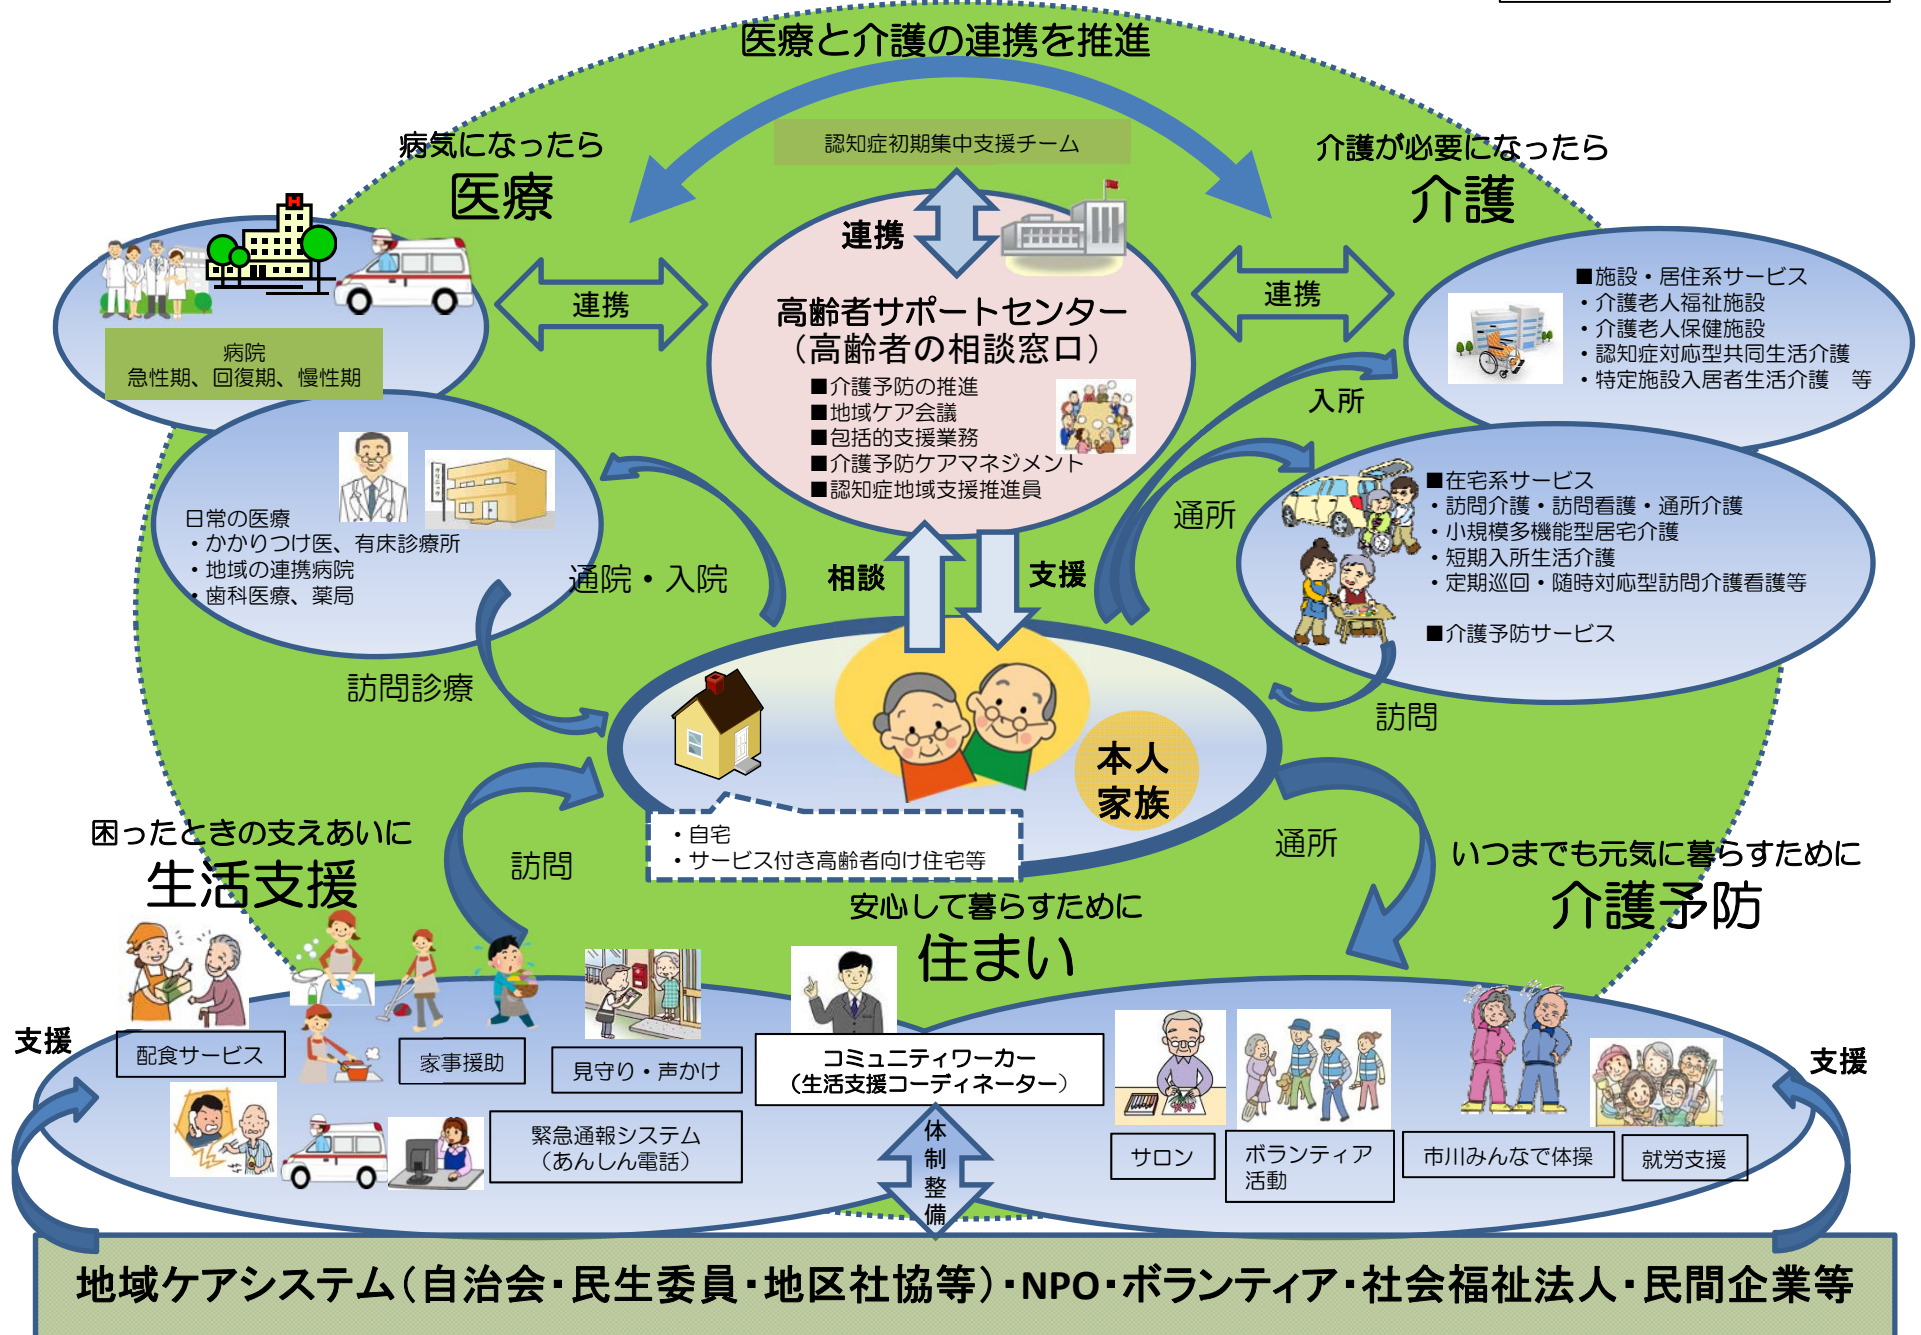 医療と介護の連携を推進
認知症初期集中支援チーム
病気になったら
医療
介護が必要になったら
介護
連携
連携
連携
H
病院
急性期、回復期、慢性期
高齢者サポートセンター
（高齢者の相談窓口）
■介護予防の推進
■地域ケア会議
■包括的支援業務
■介護予防ケアマネジメント
■認知症地域支援推進員
■施設・居住系サービス
・介護老人福祉施設
・介護老人保健施設
・認知症対応型共同生活介護
・特定施設入居者生活介護　等
入所
クリニック
日常の医療
・かかりつけ医、有床診療所
・地域の連携病院
・歯科医療、薬局
通院・入院
訪問診療
相談
支援
通所
■在宅系サービス
・訪問介護・訪問看護・通所介護
・小規模多機能型居宅介護
・短期入所生活介護
・定期巡回・随時対応型訪問介護看護等
■介護予防サービス
訪問
本人
家族
・自宅
・サービス付き高齢者向け住宅等
困ったときの支えあいに
生活支援
訪問
安心して暮らすために
住まい
通所
いつまでも元気に暮らすために
介護予防
支援
配食サービス
家事援助
見守り・声かけ
緊急通報システム
（あんしん電話）
コミュニティワーカー
（生活支援コーディネーター）
体制整備
サロン
ボランティア
活動
市川みんなで体操
就労支援
支援
地域ケアシステム（自治会・民生委員・地区社協等）・NPO・ボランティア・社会福祉法人・民間企業等